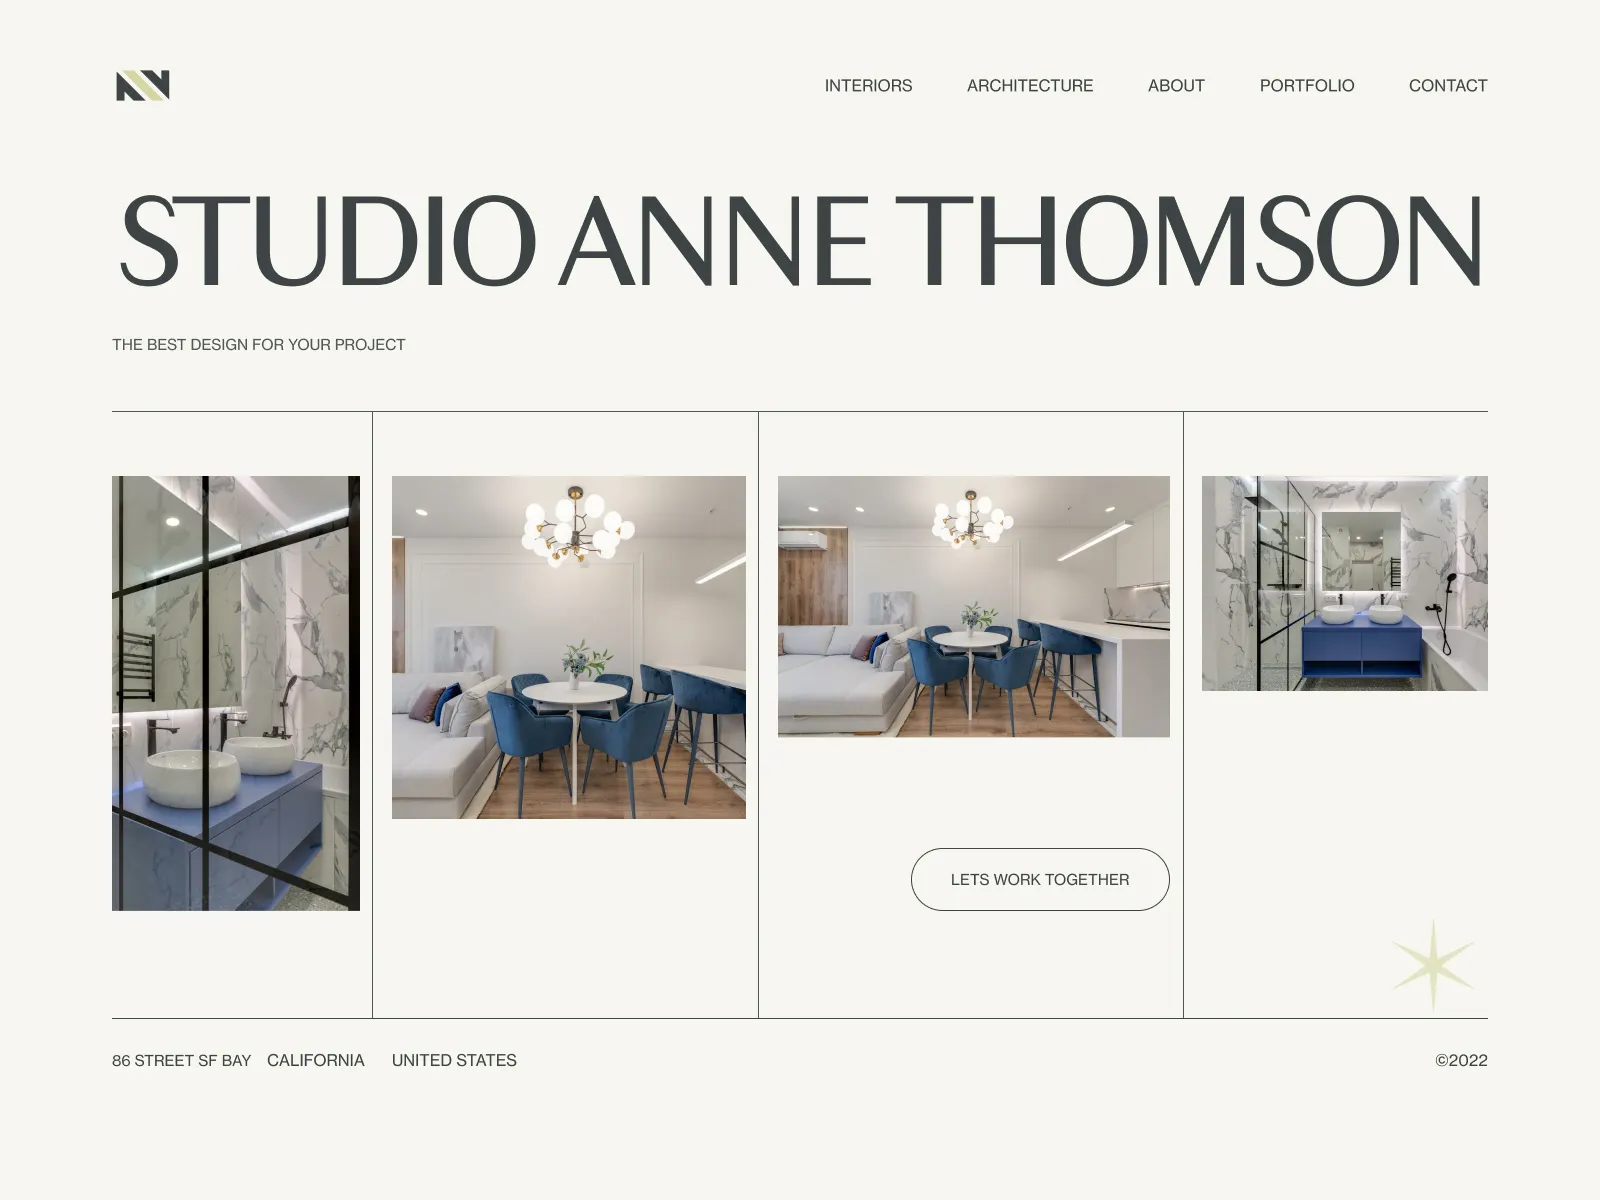 INTERIORS ARCHITECTURE ABOUT PORTFOLIO CONTACT
STUDIO ANNE THOMSON
THE BEST DESIGN FOR YOUR PROJECT
LETS WORK TOGETHER
86 STREET SF BAY CALIFORNIA UNITED STATES ©2022